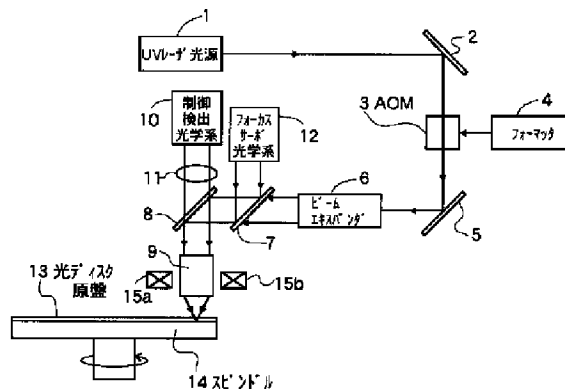 1
UVレーザ光源
2
3 AOM
4
フォーマッタ
制御
検出
光学系
10
フォーカス
サーボ
光学系
12
11
6
ビーム
エキスパンダ
8
7
5
9
15a
15b
13 光ディスク
原盤
14 スピンドル